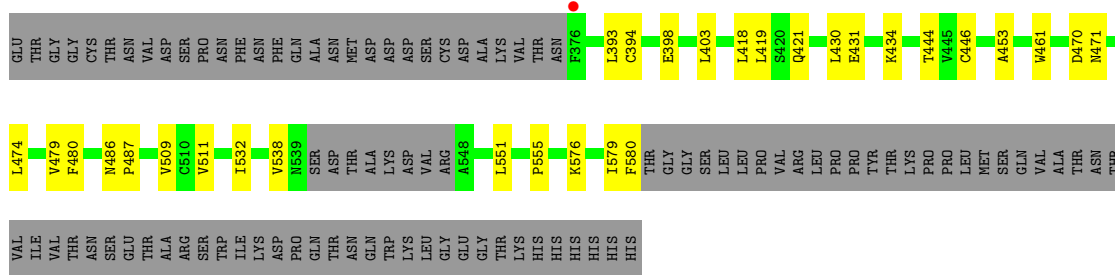 GLU THR GLY GLY CYS THR ASN VAL ASP SER PRO ASN PHE ASN PHE GLN ALA ASN MET ASP ASP ASP SER CYS ASP ALA LYS VAL THR ASN F376 L393 C394 E398 L403 L418 L419 S420 Q421 L430 E431 K434 T444 V445 C446 A453 W461 D470 N471
L474 V479 F480 N486 P487 V509 C510 V511 I532 V538 N539 SER ASP THR ALA LYS ASP VAL ARG A548 L551 P555 K576 I579 F580 THR GLY GLY SER LEU LEU PRO VAL ARG LEU PRO PRO TYR THR LYS PRO PRO LEU MET SER GLN VAL ALA THR ASN THR
VAL ILE VAL THR ASN SER GLU THR ALA ARG SER TRP ILE LYS ASP PRO GLN THR ASN GLN TRP LYS LEU GLY GLU GLY THR LYS HIS HIS HIS HIS HIS HIS